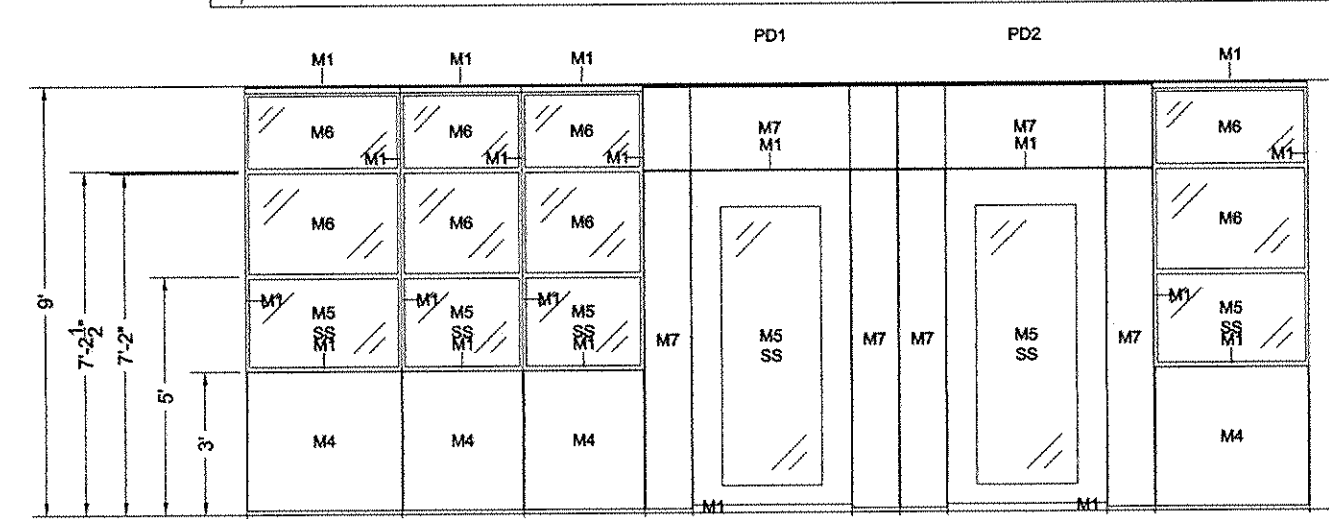 PD1 PD2
M1 M1 M1 M1
M6 M6 M6 M7 M7 M6
M1 M1
M1 M1 M1 M1
M6 M6 M6 M6
M1 M1 M1 M1
M5 M5 M5 M5
SS SS SS SS
M1 M1 M1 M1
M7 M5 M7 M7 M5 M7
SS SS
M4 M4 M4 M4
M1 M1
9'
7'-2 1/2"
7'-2"
5'
3'